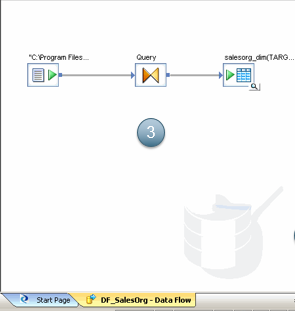 "C:\Program Files...
Query
salesorg_dim(TARG...
3
Start Page
DF_SalesOrg - Data Flow